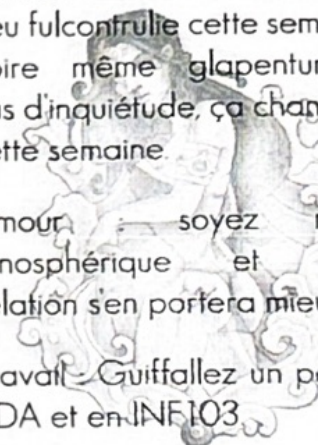 eu fulcontrulie cette sem
oire même glapentur
us d'inquiétude, ça chan
ette semaine.
mour : soyez
nosphérique et
elation s'en portera mieu
avail : Guiffallez un p
DA et en INF103